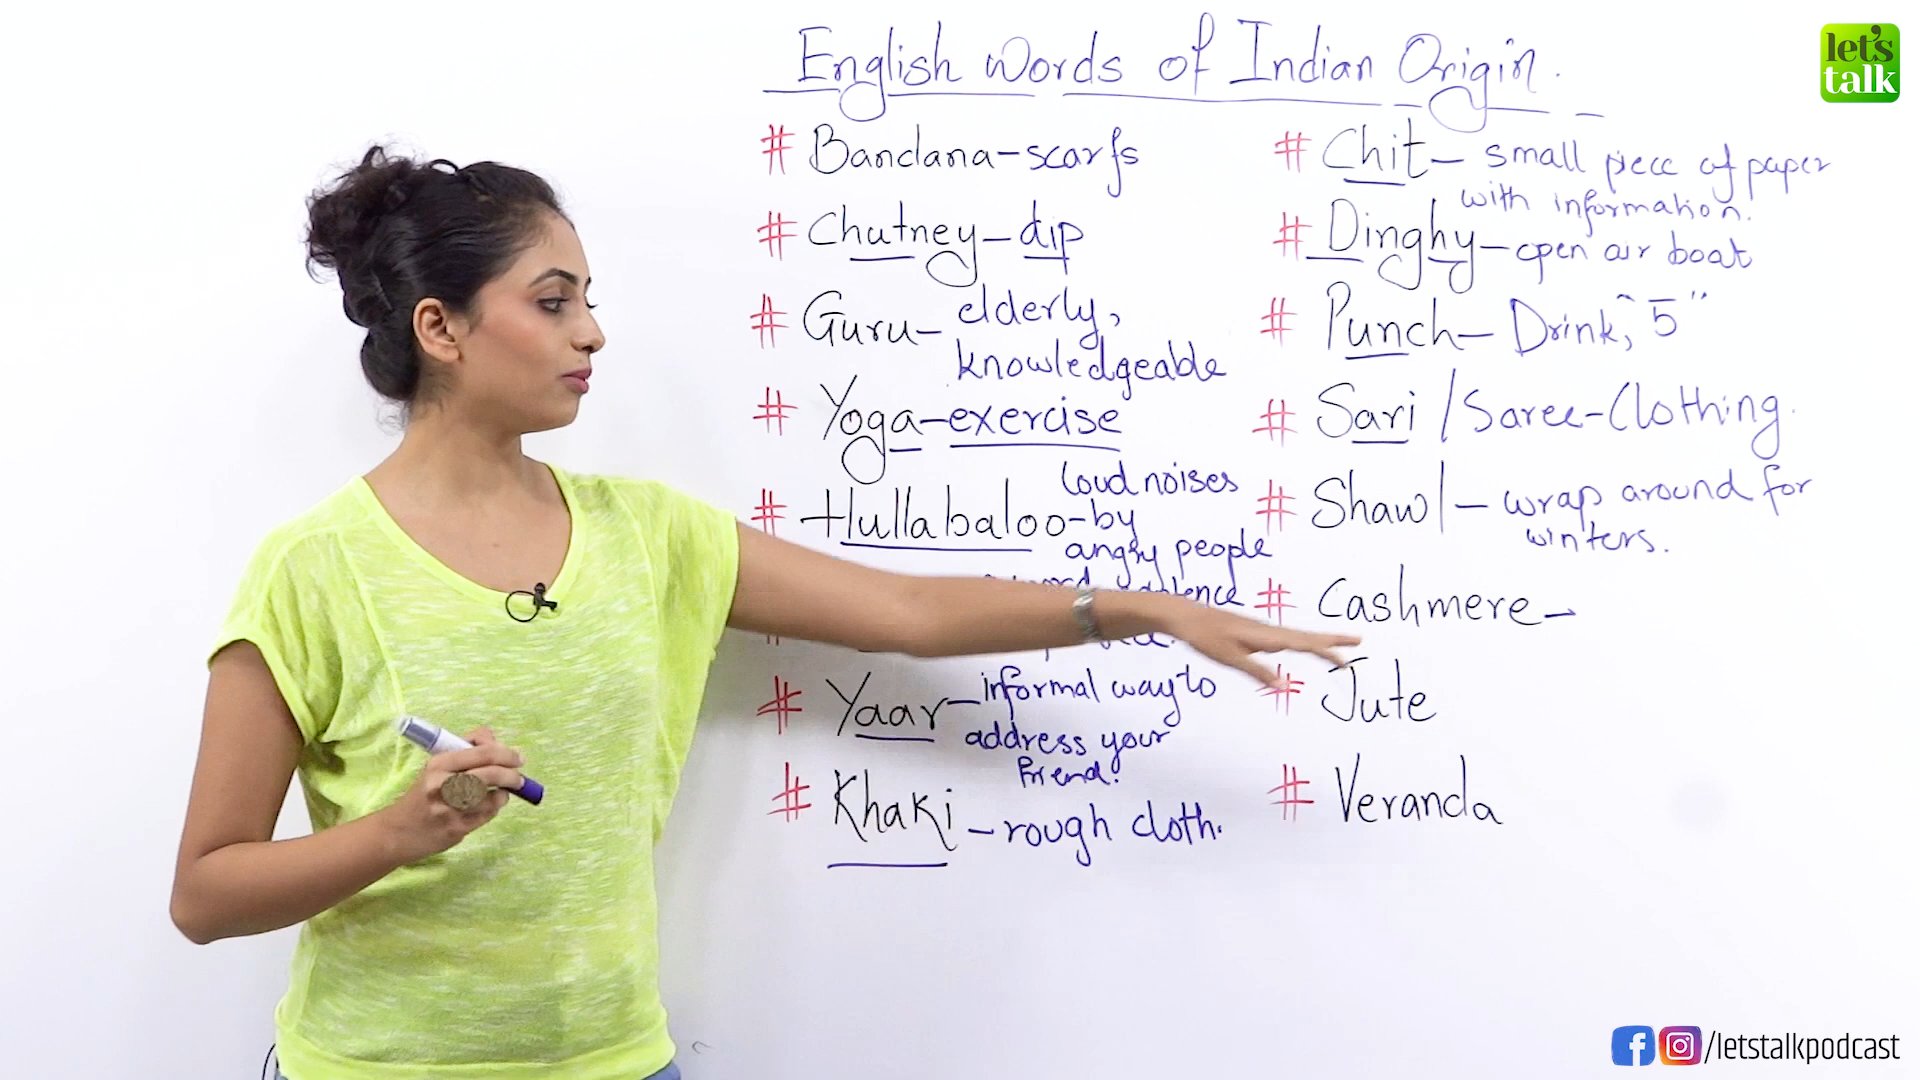 English Words of Indian Origin.
# Bandana - scarfs
# Chutney - dip
# Guru - elderly,
knowledgeable
# Yoga - exercise
loud noises
# Hullabaloo - by
angry people
# Yaar - informal way to
address your
friend.
# Khaki - rough cloth.
# Chit - small piece of paper
with information.
# Dinghy - open air boat
# Punch - Drink, "5"
# Sari / Saree - Clothing.
# Shawl - wrap around for
winters.
# Cashmere -
# Jute
# Veranda
let's
talk
/letstalkpodcast